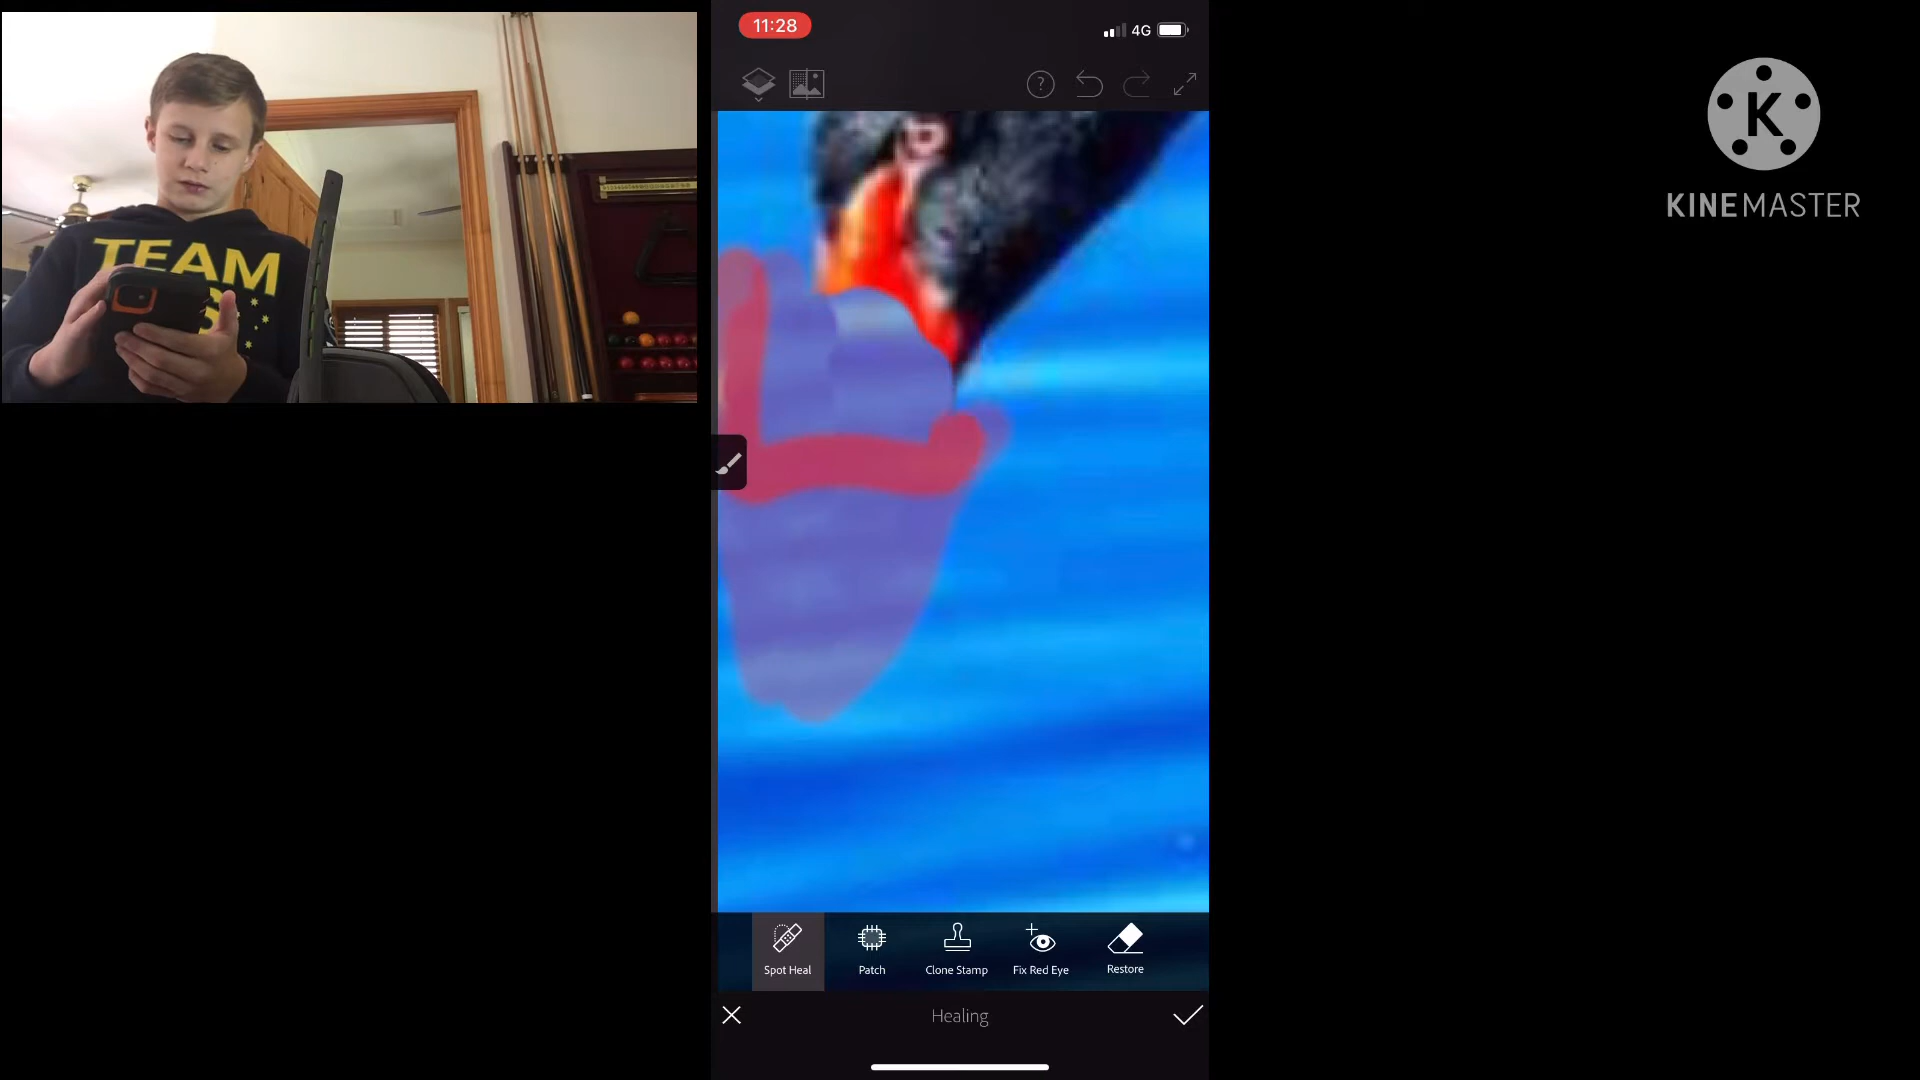 11:28
4G
TEAM
K
KINEMASTER
Spot Heal
Patch
Clone Stamp
Fix Red Eye
Restore
Healing